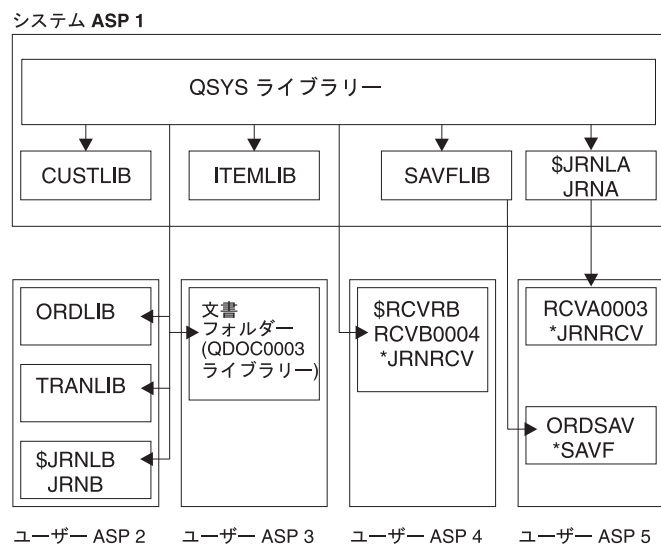 システム ASP 1
QSYS ライブラリー
CUSTLIB
ITEMLIB
SAVFLIB
$JRNLA
JRNA
ORDLIB
TRANLIB
$JRNLB
JRNB
文書
フォルダー
(QDOC0003
ライブラリー)
$RCVRB
RCVB0004
*JRNRCV
RCVA0003
*JRNRCV
ORDSAV
*SAVF
ユーザー ASP 2
ユーザー ASP 3
ユーザー ASP 4
ユーザー ASP 5